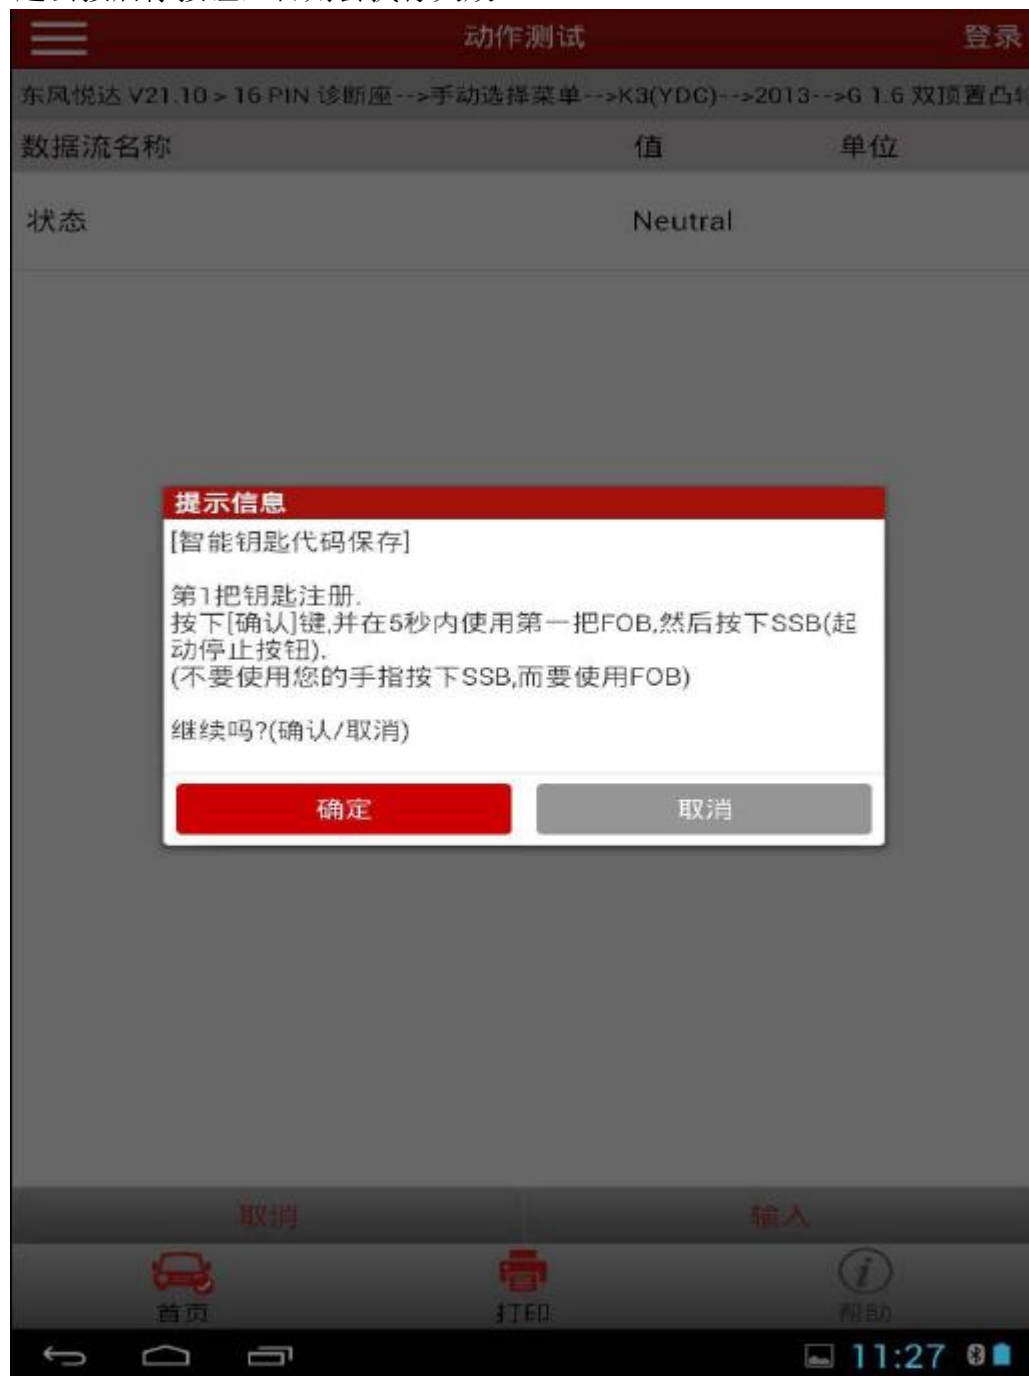 动作测试
登录
东风悦达 V21.10 > 16 PIN 诊断座-->手动选择菜单-->K3(YDC)-->2013-->G 1.6 双顶置凸
数据流名称 值 单位
状态 Neutral
提示信息
[智能钥匙代码保存]
第1把钥匙注册.
按下[确认]键,并在5秒内使用第一把FOB,然后按下SSB(起
动停止按钮).
(不要使用您的手指按下SSB,而要使用FOB)
继续吗?(确认/取消)
确定 取消
取消 输入
首页 打印 帮助
11:27